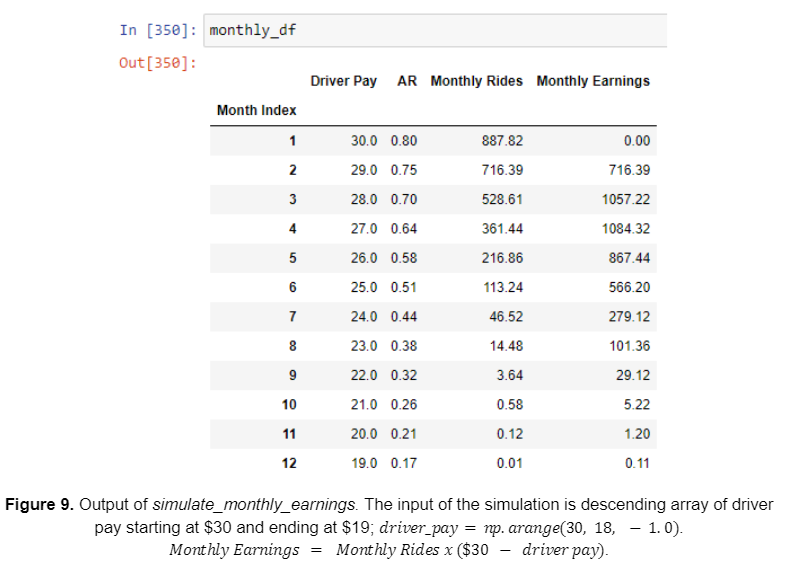 In [350]: monthly_df
Out[350]:
Driver Pay AR Monthly Rides Monthly Earnings
Month Index
1 30.0 0.80 887.82 0.00
2 29.0 0.75 716.39 716.39
3 28.0 0.70 528.61 1057.22
4 27.0 0.64 361.44 1084.32
5 26.0 0.58 216.86 867.44
6 25.0 0.51 113.24 566.20
7 24.0 0.44 46.52 279.12
8 23.0 0.38 14.48 101.36
9 22.0 0.32 3.64 29.12
10 21.0 0.26 0.58 5.22
11 20.0 0.21 0.12 1.20
12 19.0 0.17 0.01 0.11
Figure 9. Output of simulate_monthly_earnings. The input of the simulation is descending array of driver
pay starting at $30 and ending at $19; driver_pay = np. arange(30, 18, − 1. 0).
Monthly Earnings = Monthly Rides x ($30 − driver pay).